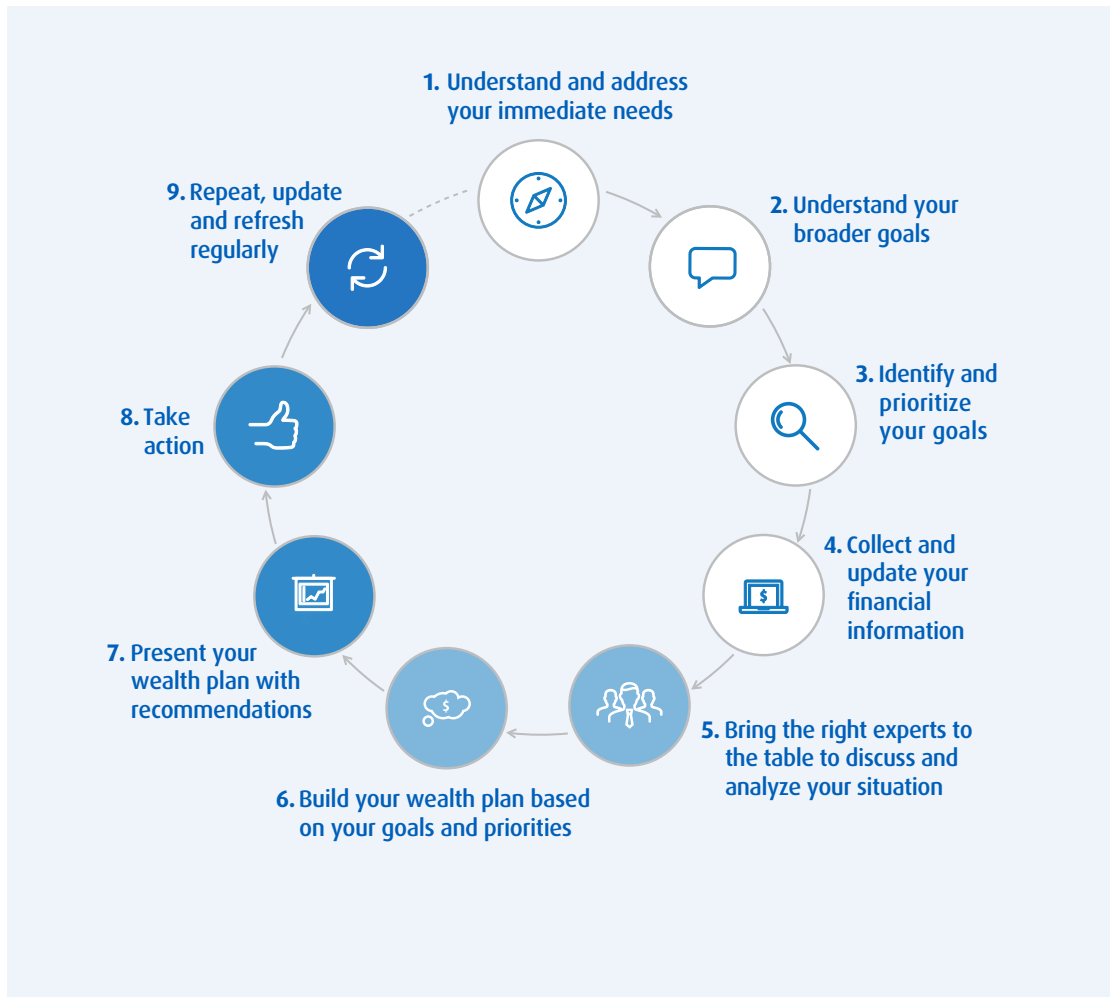 1. Understand and address
your immediate needs
2. Understand your
broader goals
3. Identify and
prioritize
your goals
4. Collect and
update your
financial
information
$
5. Bring the right experts to
the table to discuss and
analyze your situation
6. Build your wealth plan based
on your goals and priorities
$
7. Present your
wealth plan with
recommendations
8. Take
action
9. Repeat, update
and refresh
regularly